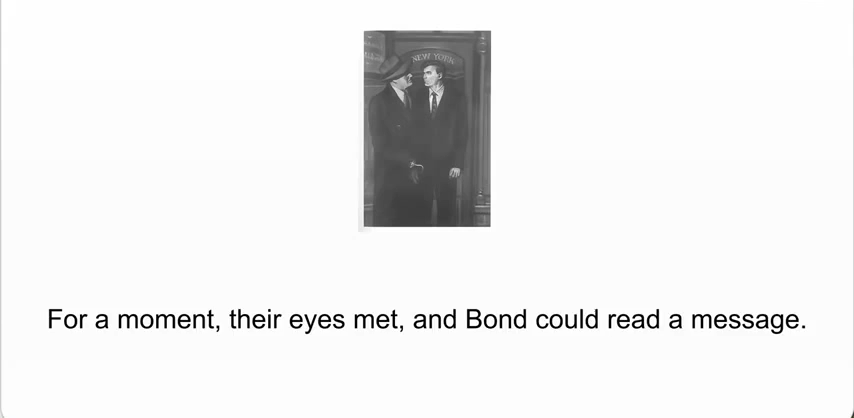 NEW YORK
For a moment, their eyes met, and Bond could read a message.